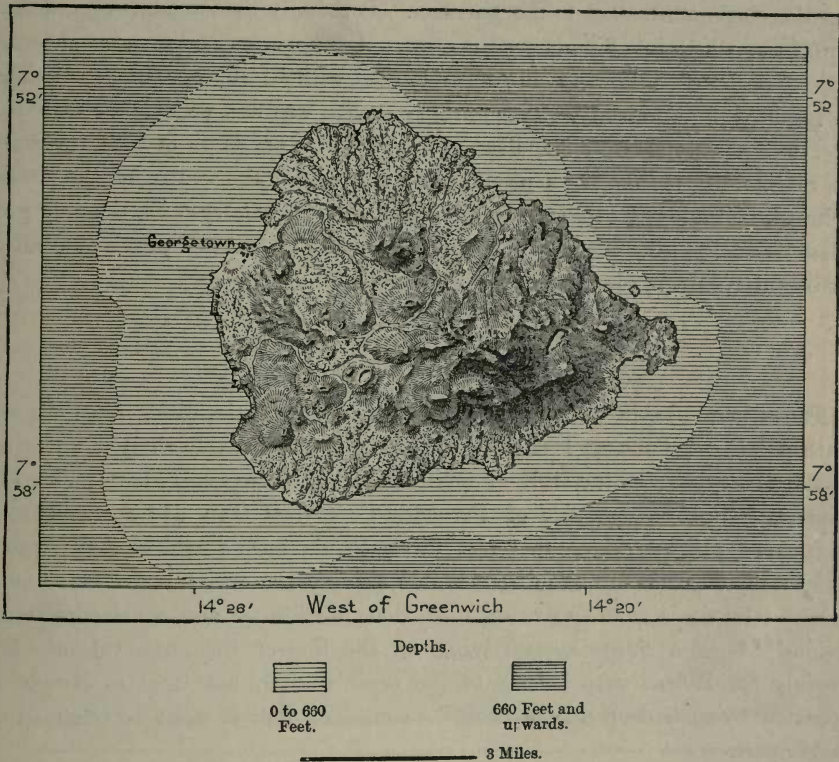 7°
52'
7°
52
Georgetown
7°
58'
7°
58'
14°26' West of Greenwich 14°20'
Depths.
0 to 660
Feet.
660 Feet and
upwards.
3 Miles.